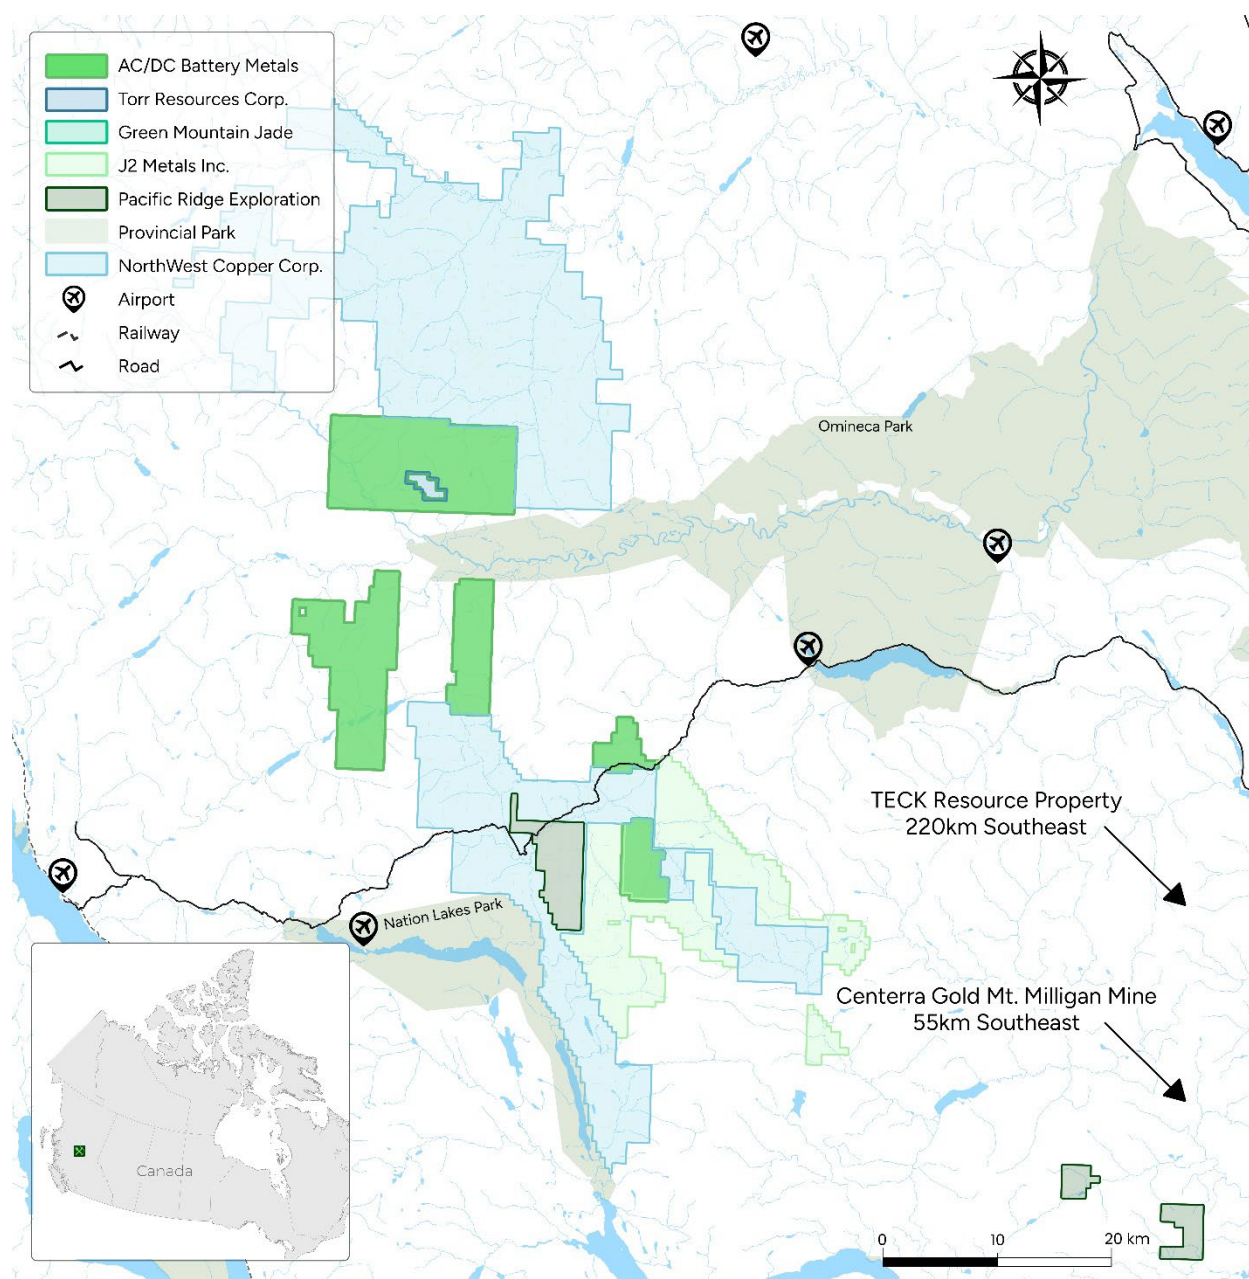 AC/DC Battery Metals
Torr Resources Corp.
Green Mountain Jade
J2 Metals Inc.
Pacific Ridge Exploration
Provincial Park
NorthWest Copper Corp.
Airport
Railway
Road
Omineca Park
TECK Resource Property
220km Southeast
Nation Lakes Park
Centerra Gold Mt. Milligan Mine
55km Southeast
Canada
0 10 20 km